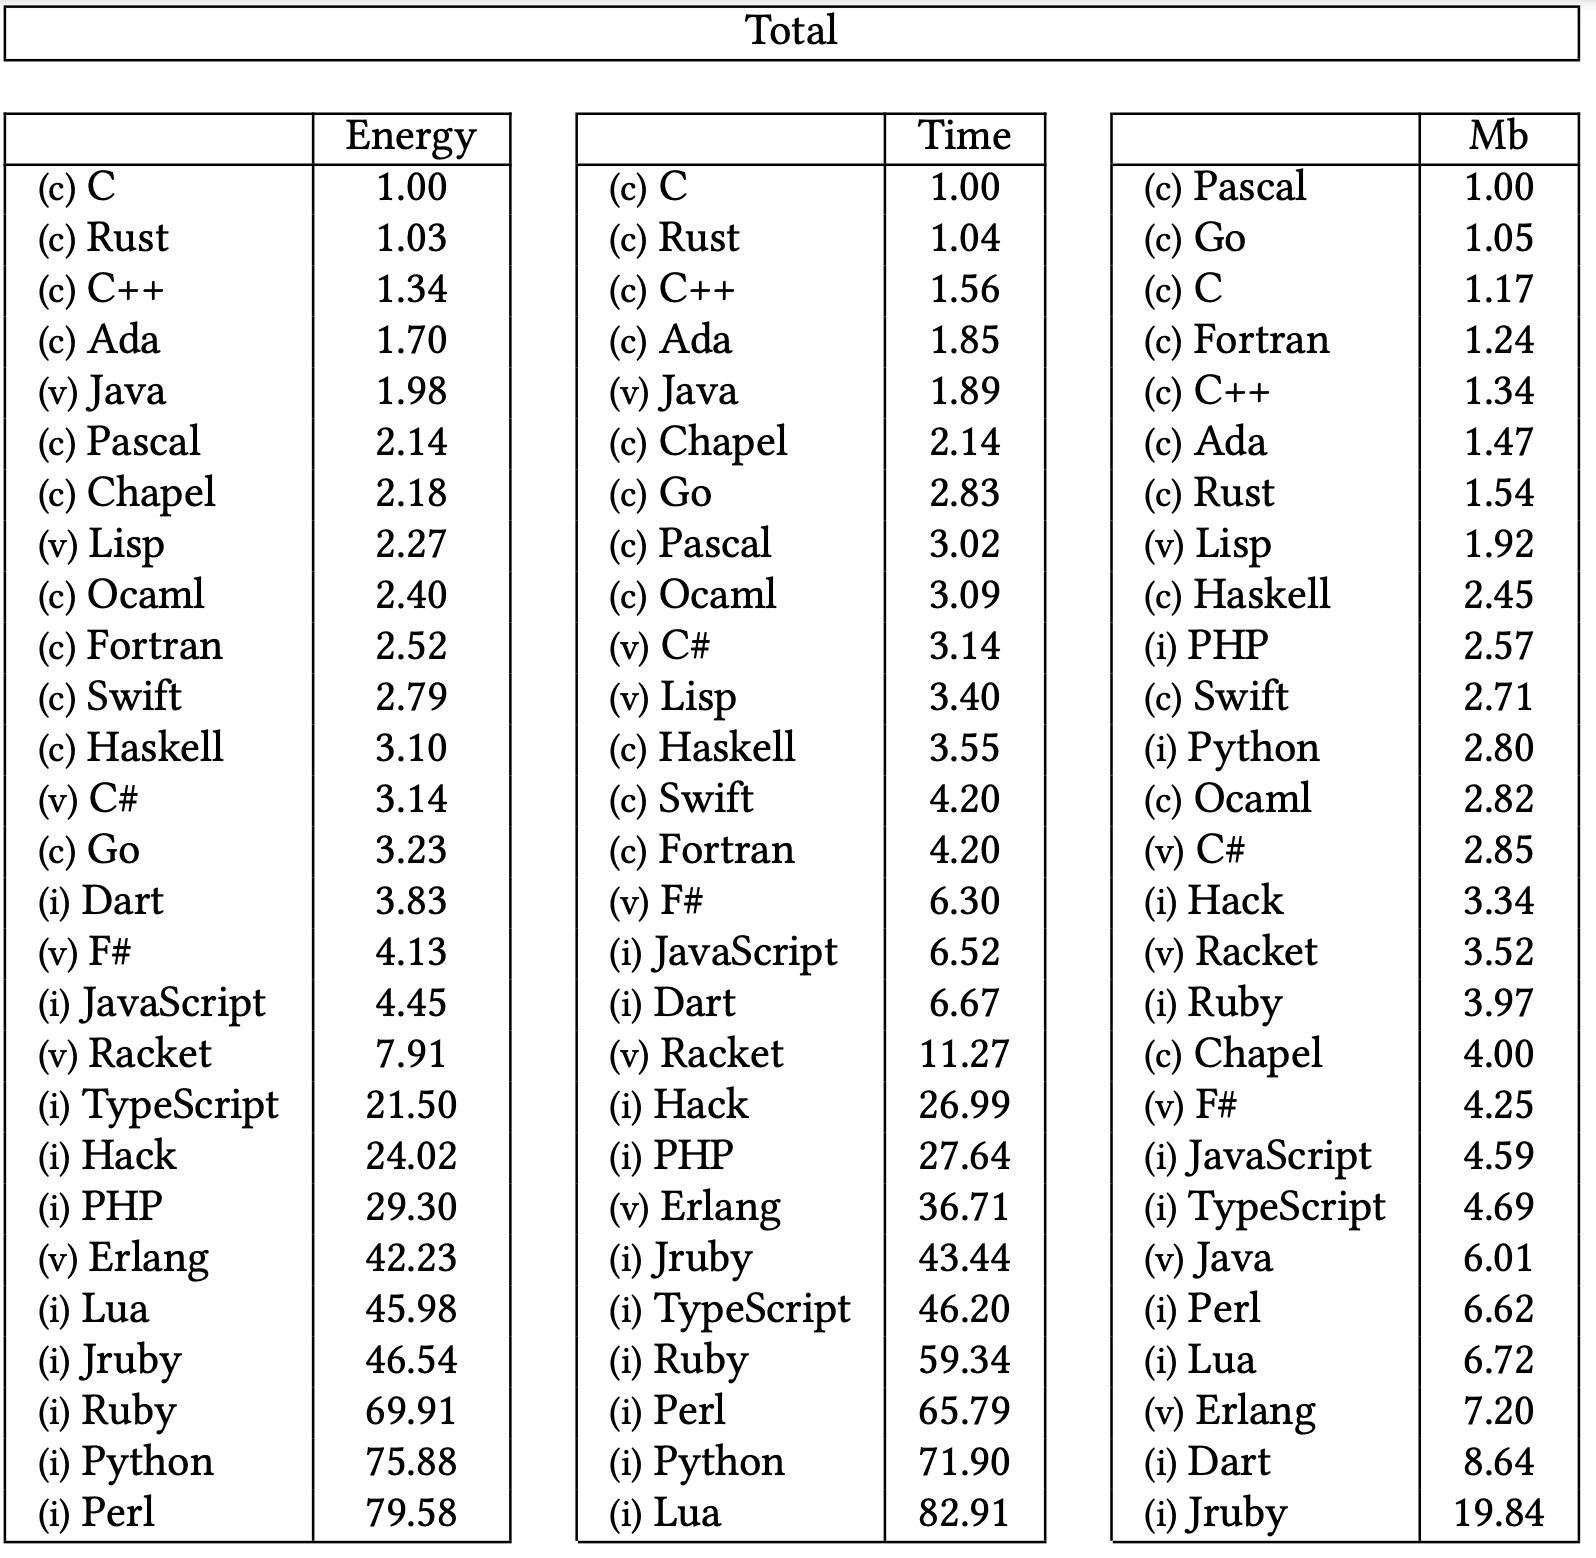 Total
Energy Time Mb
(c) C 1.00 (c) C 1.00 (c) Pascal 1.00
(c) Rust 1.03 (c) Rust 1.04 (c) Go 1.05
(c) C++ 1.34 (c) C++ 1.56 (c) C 1.17
(c) Ada 1.70 (c) Ada 1.85 (c) Fortran 1.24
(v) Java 1.98 (v) Java 1.89 (c) C++ 1.34
(c) Pascal 2.14 (c) Chapel 2.14 (c) Ada 1.47
(c) Chapel 2.18 (c) Go 2.83 (c) Rust 1.54
(v) Lisp 2.27 (c) Pascal 3.02 (v) Lisp 1.92
(c) Ocaml 2.40 (c) Ocaml 3.09 (c) Haskell 2.45
(c) Fortran 2.52 (v) C# 3.14 (i) PHP 2.57
(c) Swift 2.79 (v) Lisp 3.40 (c) Swift 2.71
(c) Haskell 3.10 (c) Haskell 3.55 (i) Python 2.80
(v) C# 3.14 (c) Swift 4.20 (c) Ocaml 2.82
(c) Go 3.23 (c) Fortran 4.20 (v) C# 2.85
(i) Dart 3.83 (v) F# 6.30 (i) Hack 3.34
(v) F# 4.13 (i) JavaScript 6.52 (v) Racket 3.52
(i) JavaScript 4.45 (i) Dart 6.67 (i) Ruby 3.97
(v) Racket 7.91 (v) Racket 11.27 (c) Chapel 4.00
(i) TypeScript 21.50 (i) Hack 26.99 (v) F# 4.25
(i) Hack 24.02 (i) PHP 27.64 (i) JavaScript 4.59
(i) PHP 29.30 (v) Erlang 36.71 (i) TypeScript 4.69
(v) Erlang 42.23 (i) Jruby 43.44 (v) Java 6.01
(i) Lua 45.98 (i) TypeScript 46.20 (i) Perl 6.62
(i) Jruby 46.54 (i) Ruby 59.34 (i) Lua 6.72
(i) Ruby 69.91 (i) Perl 65.79 (v) Erlang 7.20
(i) Python 75.88 (i) Python 71.90 (i) Dart 8.64
(i) Perl 79.58 (i) Lua 82.91 (i) Jruby 19.84